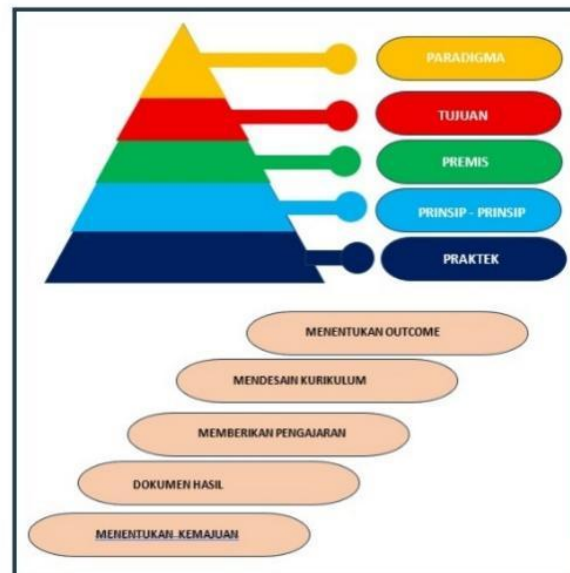 PARADIGMA
TUJUAN
PREMIS
PRINSIP - PRINSIP
PRAKTEK
MENENTUKAN OUTCOME
MENDESAIN KURIKULUM
MEMBERIKAN PENGAJARAN
DOKUMEN HASIL
MENENTUKAN KEMAJUAN